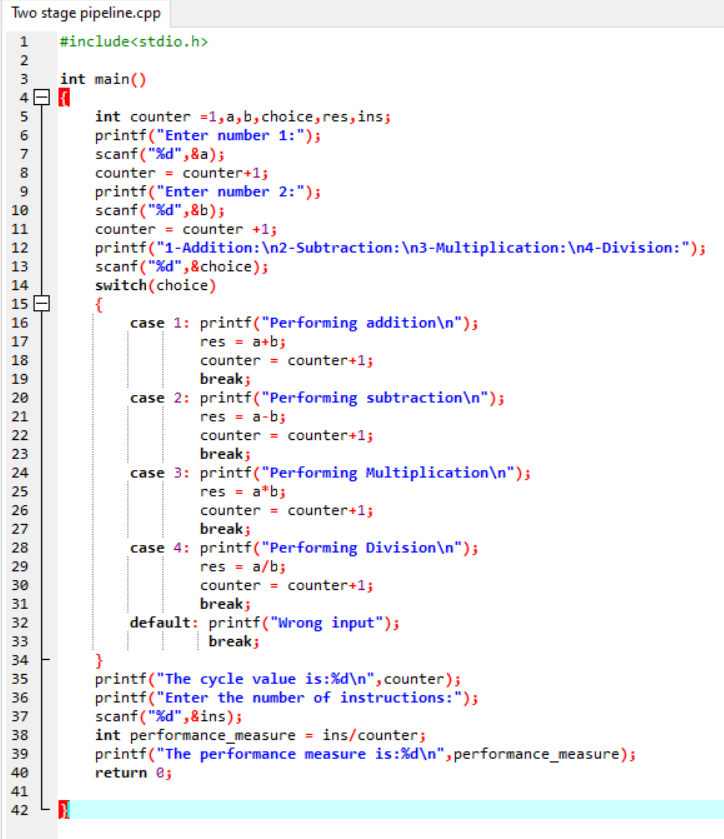 Two stage pipeline.cpp
1 #include<stdio.h>
2
3 int main()
4 {
5 int counter =1,a,b,choice,res,ins;
6 printf("Enter number 1:");
7 scanf("%d",&a);
8 counter = counter+1;
9 printf("Enter number 2:");
10 scanf("%d",&b);
11 counter = counter +1;
12 printf("1-Addition:\n2-Subtraction:\n3-Multiplication:\n4-Division:");
13 scanf("%d",&choice);
14 switch(choice)
15 {
16 case 1: printf("Performing addition\n");
17 res = a+b;
18 counter = counter+1;
19 break;
20 case 2: printf("Performing subtraction\n");
21 res = a-b;
22 counter = counter+1;
23 break;
24 case 3: printf("Performing Multiplication\n");
25 res = a*b;
26 counter = counter+1;
27 break;
28 case 4: printf("Performing Division\n");
29 res = a/b;
30 counter = counter+1;
31 break;
32 default: printf("Wrong input");
33 break;
34 }
35 printf("The cycle value is:%d\n",counter);
36 printf("Enter the number of instructions:");
37 scanf("%d",&ins);
38 int performance_measure = ins/counter;
39 printf("The performance measure is:%d\n",performance_measure);
40 return 0;
41
42 }